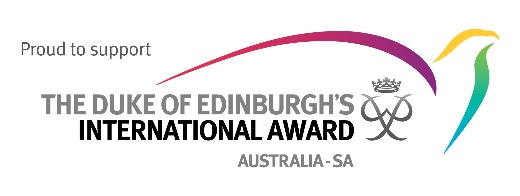 Proud to support
THE DUKE OF EDINBURGH'S
INTERNATIONAL AWARD
AUSTRALIA - SA